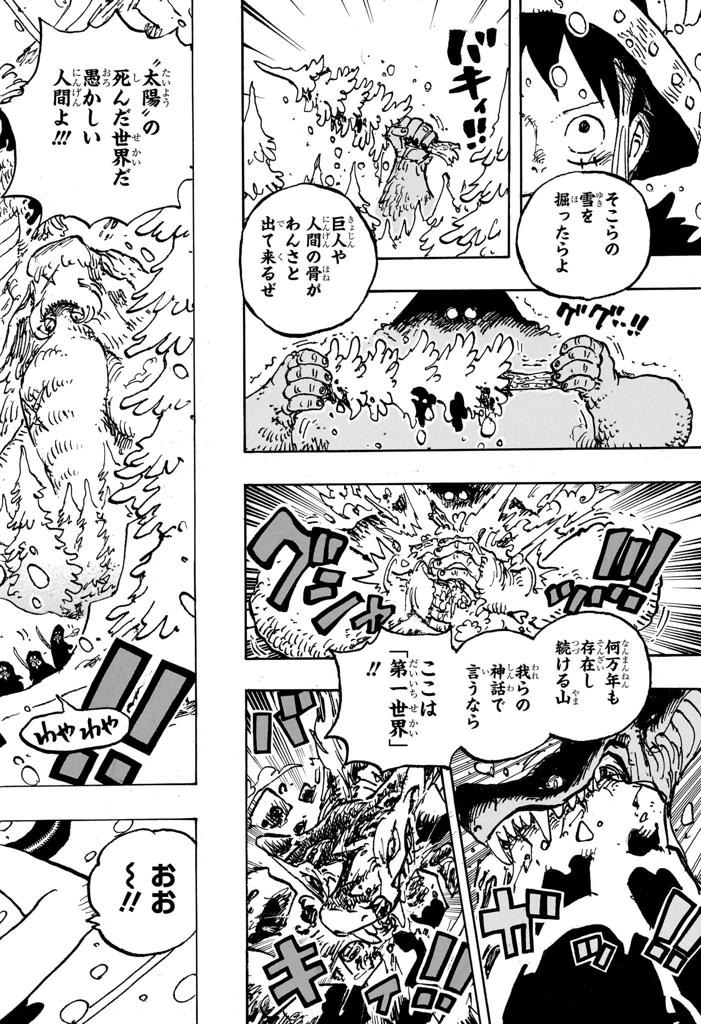 そこらの
雪を
掘ったらよ
バキィ!!
巨人や
人間の骨が
わんさと
出て来るぜ
ググ…!!
グシャッ!!
何万年も
存在し
続ける山
我らの
神話で
言うなら
ここは
「第一世界」
!!
ザバッ!!
バキィ!!
“太陽”の
死んだ世界だ
愚かしい
人間よ!!!
わやわや
!!
おお
〜!!